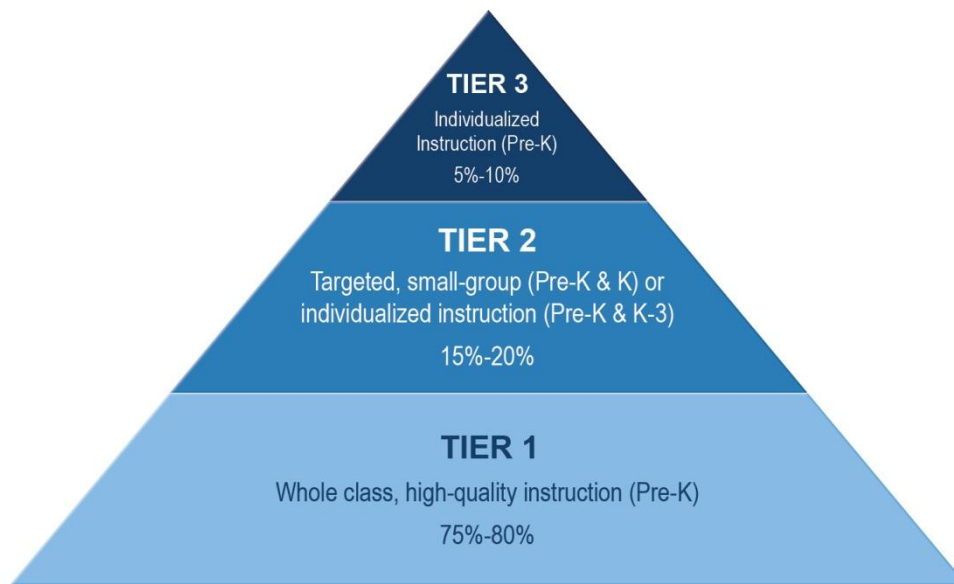 TIER 3
Individualized
Instruction (Pre-K)
5%-10%
TIER 2
Targeted, small-group (Pre-K & K) or
individualized instruction (Pre-K & K-3)
15%-20%
TIER 1
Whole class, high-quality instruction (Pre-K)
75%-80%